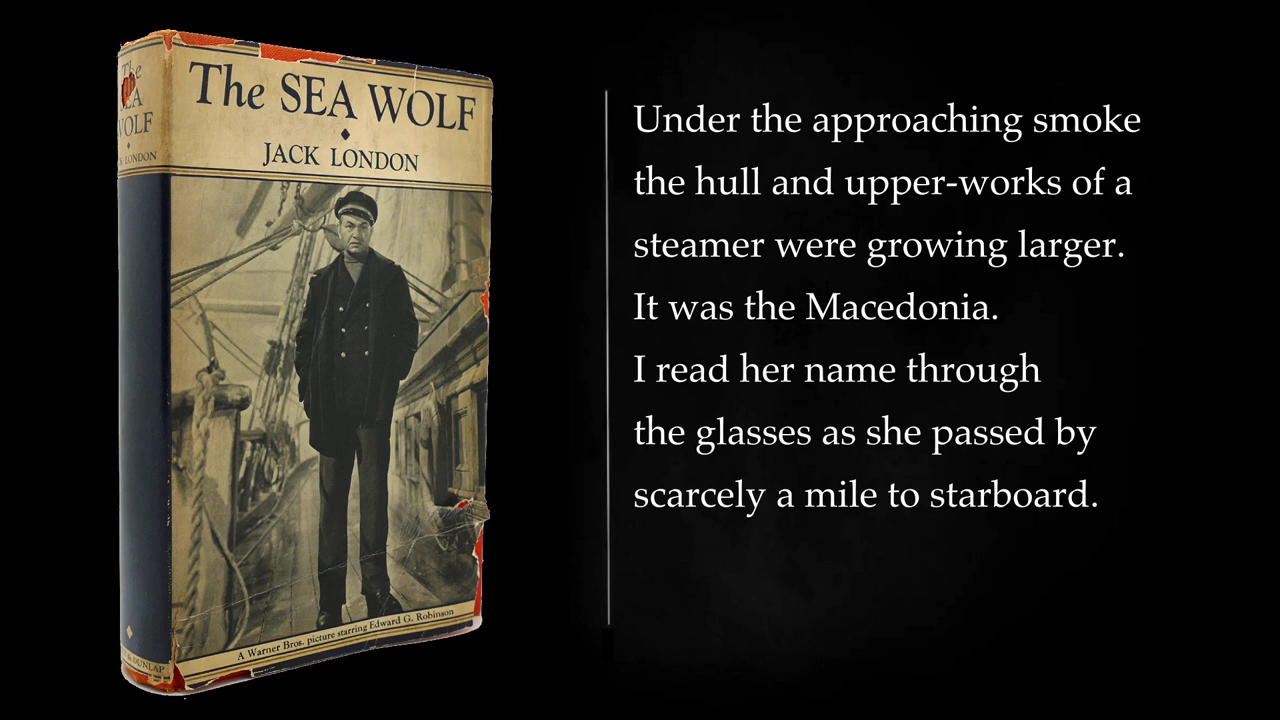 The
SEA
WOLF
JACK LONDON
& DUNLAP
The SEA WOLF
JACK LONDON
A Warner Bros. picture starring Edward G. Robinson
Under the approaching smoke
the hull and upper-works of a
steamer were growing larger.
It was the Macedonia.
I read her name through
the glasses as she passed by
scarcely a mile to starboard.